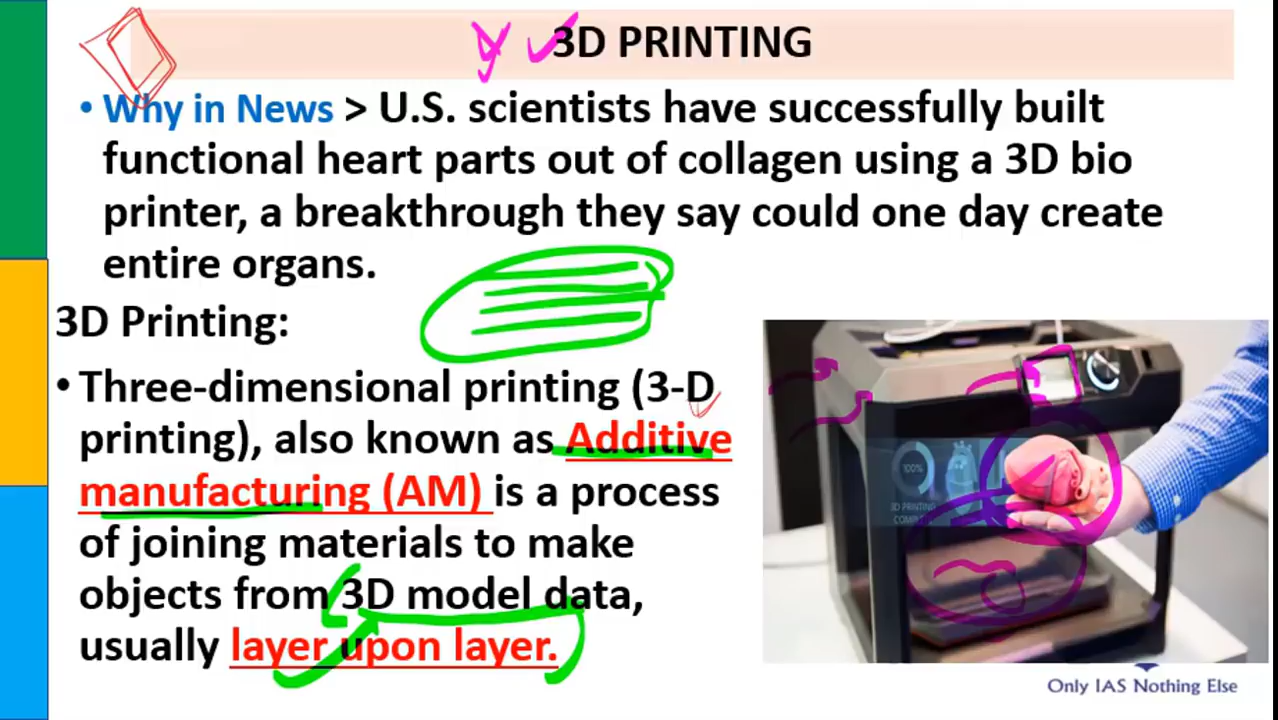 3D PRINTING
• Why in News > U.S. scientists have successfully built
functional heart parts out of collagen using a 3D bio
printer, a breakthrough they say could one day create
entire organs.
3D Printing:
• Three-dimensional printing (3-D
printing), also known as Additive
manufacturing (AM) is a process
of joining materials to make
objects from 3D model data,
usually layer upon layer.
100%
3D PRINTING
Only IAS Nothing Else